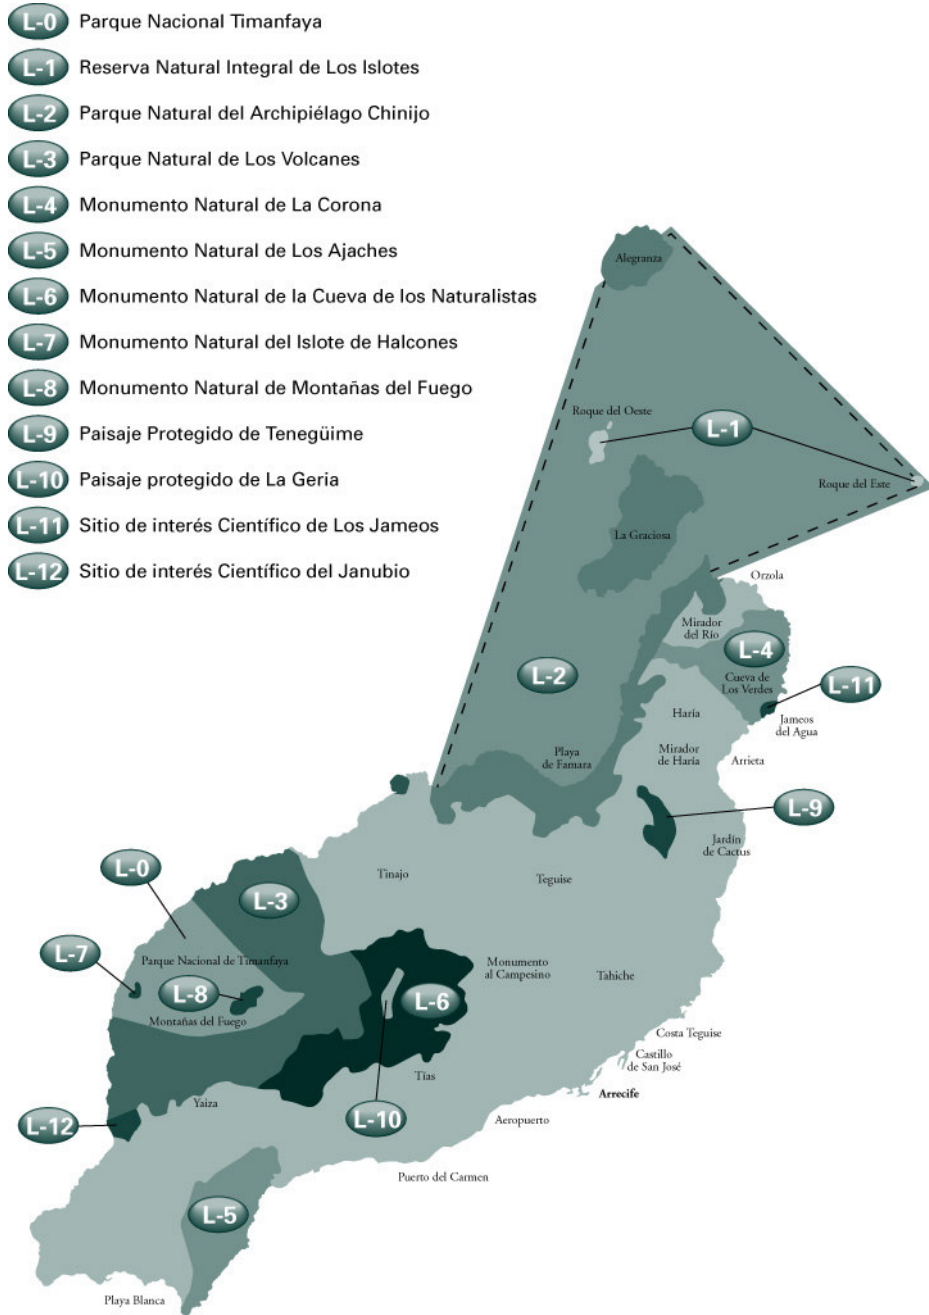 L-0 Parque Nacional Timanfaya
L-1 Reserva Natural Integral de Los Islotes
L-2 Parque Natural del Archipiélago Chinijo
L-3 Parque Natural de Los Volcanes
L-4 Monumento Natural de La Corona
L-5 Monumento Natural de Los Ajaches
L-6 Monumento Natural de la Cueva de los Naturalistas
L-7 Monumento Natural del Islote de Halcones
L-8 Monumento Natural de Montañas del Fuego
L-9 Paisaje Protegido de Tenegüime
L-10 Paisaje protegido de La Geria
L-11 Sitio de interés Científico de Los Jameos
L-12 Sitio de interés Científico del Janubio
Alegranza
Roque del Oeste
L-1
Roque del Este
La Graciosa
Orzola
Mirador
del Río
L-4
L-2
Cueva de
Los Verdes
L-11
Haría
Jameos
del Agua
Playa
de Famara
Mirador
de Haría
Arrieta
L-9
Jardín
de Cactus
L-0
Tinajo
Teguise
L-3
L-7
Parque Nacional de Timanfaya
Monumento
al Campesino
Tahiche
L-8
L-6
Montañas del Fuego
Costa Teguise
Castillo
de San José
Tías
Arrecife
Yaiza
L-12
L-10
Aeropuerto
Puerto del Carmen
L-5
Playa Blanca